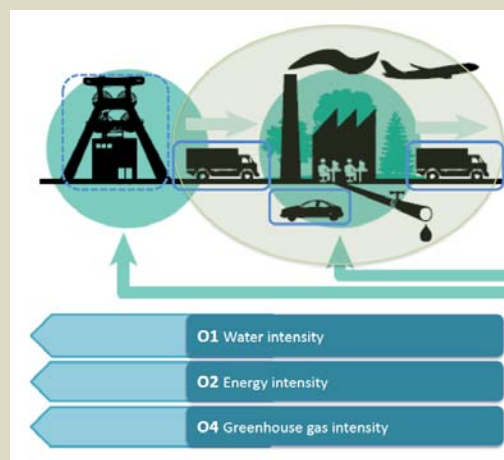 O1 Water intensity
O2 Energy intensity
O4 Greenhouse gas intensity